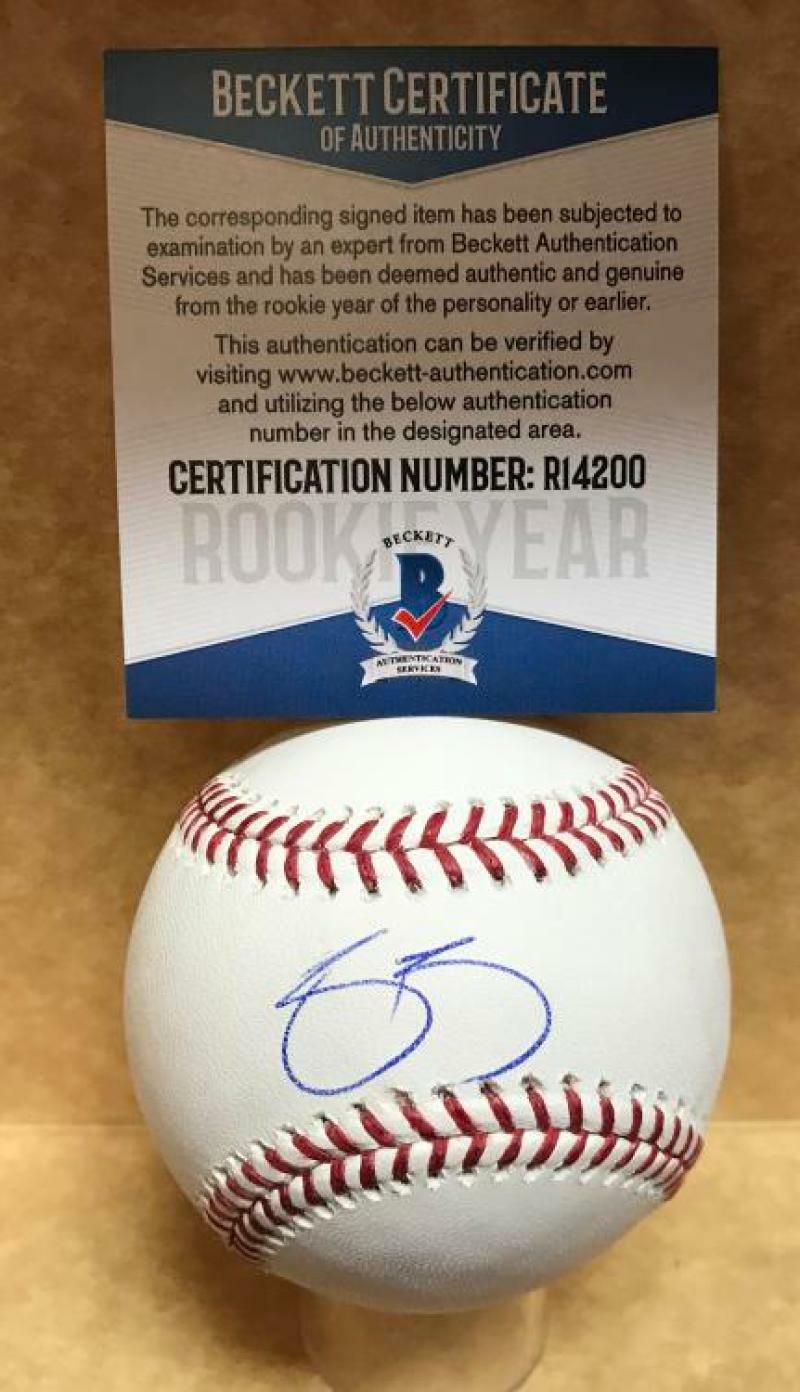 BECKETT CERTIFICATE
OF AUTHENTICITY
The corresponding signed item has been subjected to
examination by an expert from Beckett Authentication
Services and has been deemed authentic and genuine
from the rookie year of the personality or earlier.
This authentication can be verified by
visiting www.beckett-authentication.com
and utilizing the below authentication
number in the designated area.
CERTIFICATION NUMBER: R14200
ROOKIE YEAR
BECKETT
B
AUTHENTICATION
SERVICES